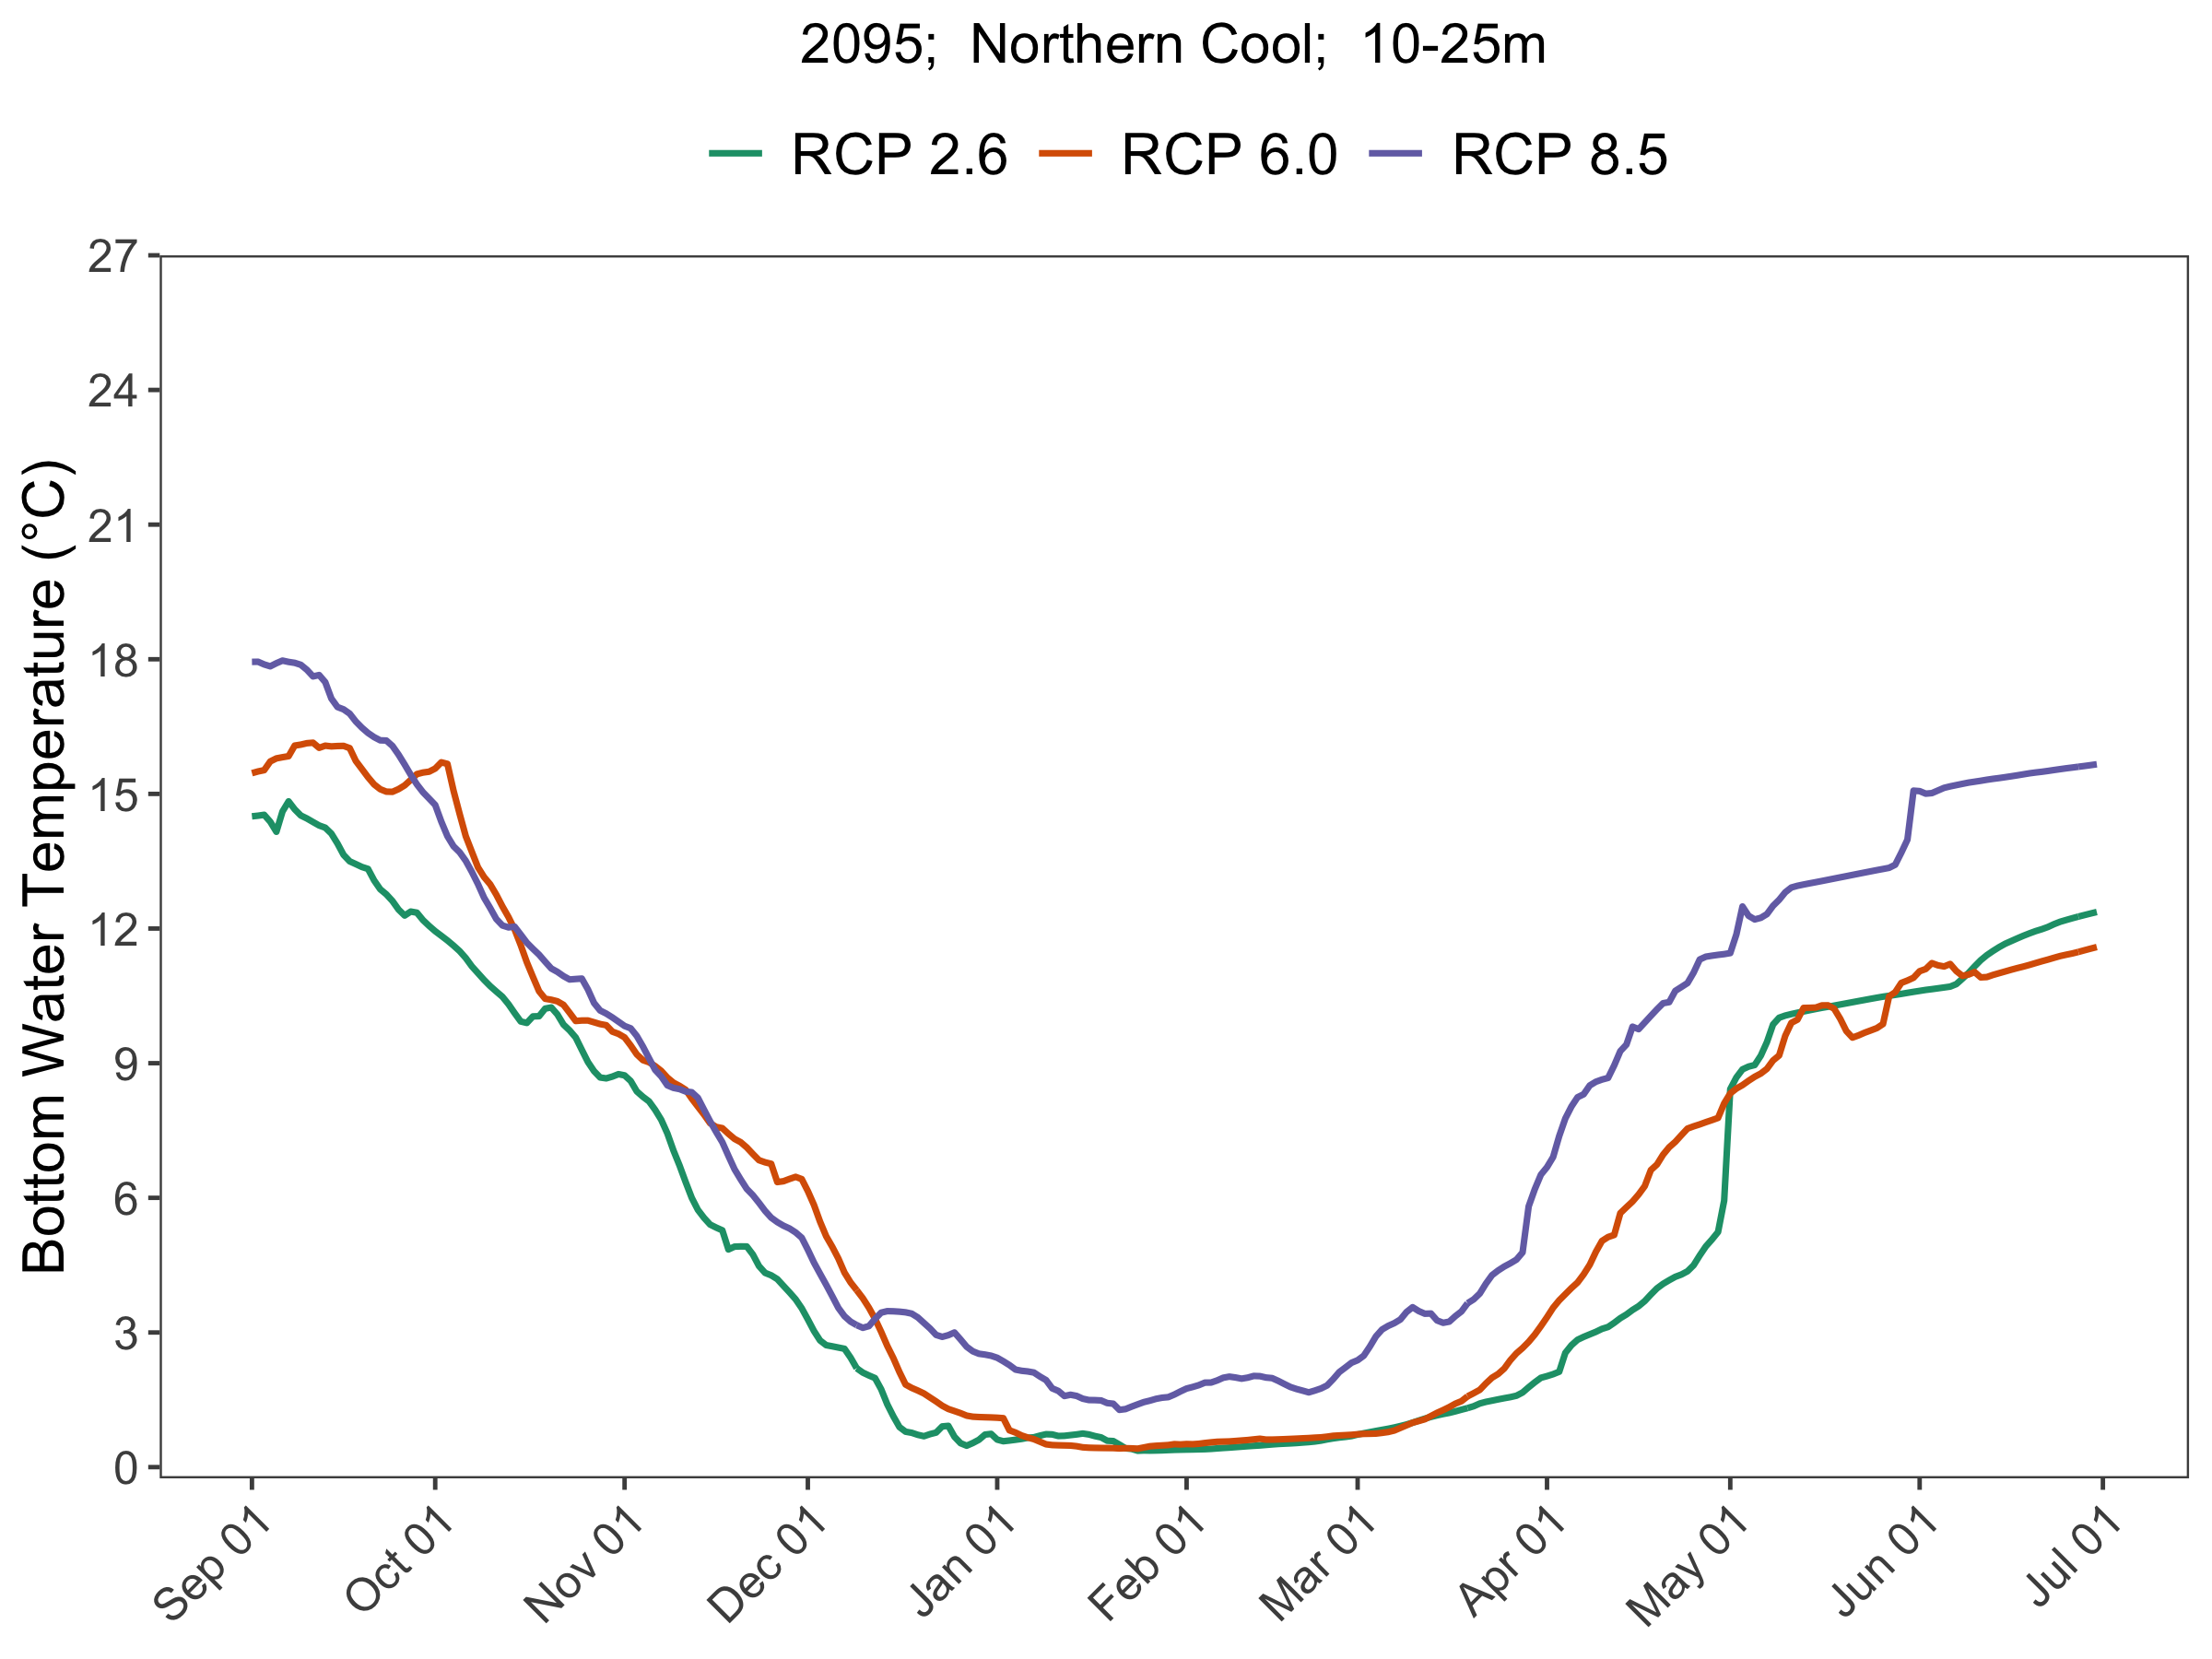 2095;  Northern Cool;  10-25m
RCP 2.6 RCP 6.0 RCP 8.5
Bottom Water Temperature (°C)
27
24
21
18
15
12
9
6
3
0
Sep 01 Oct 01 Nov 01 Dec 01 Jan 01 Feb 01 Mar 01 Apr 01 May 01 Jun 01 Jul 01